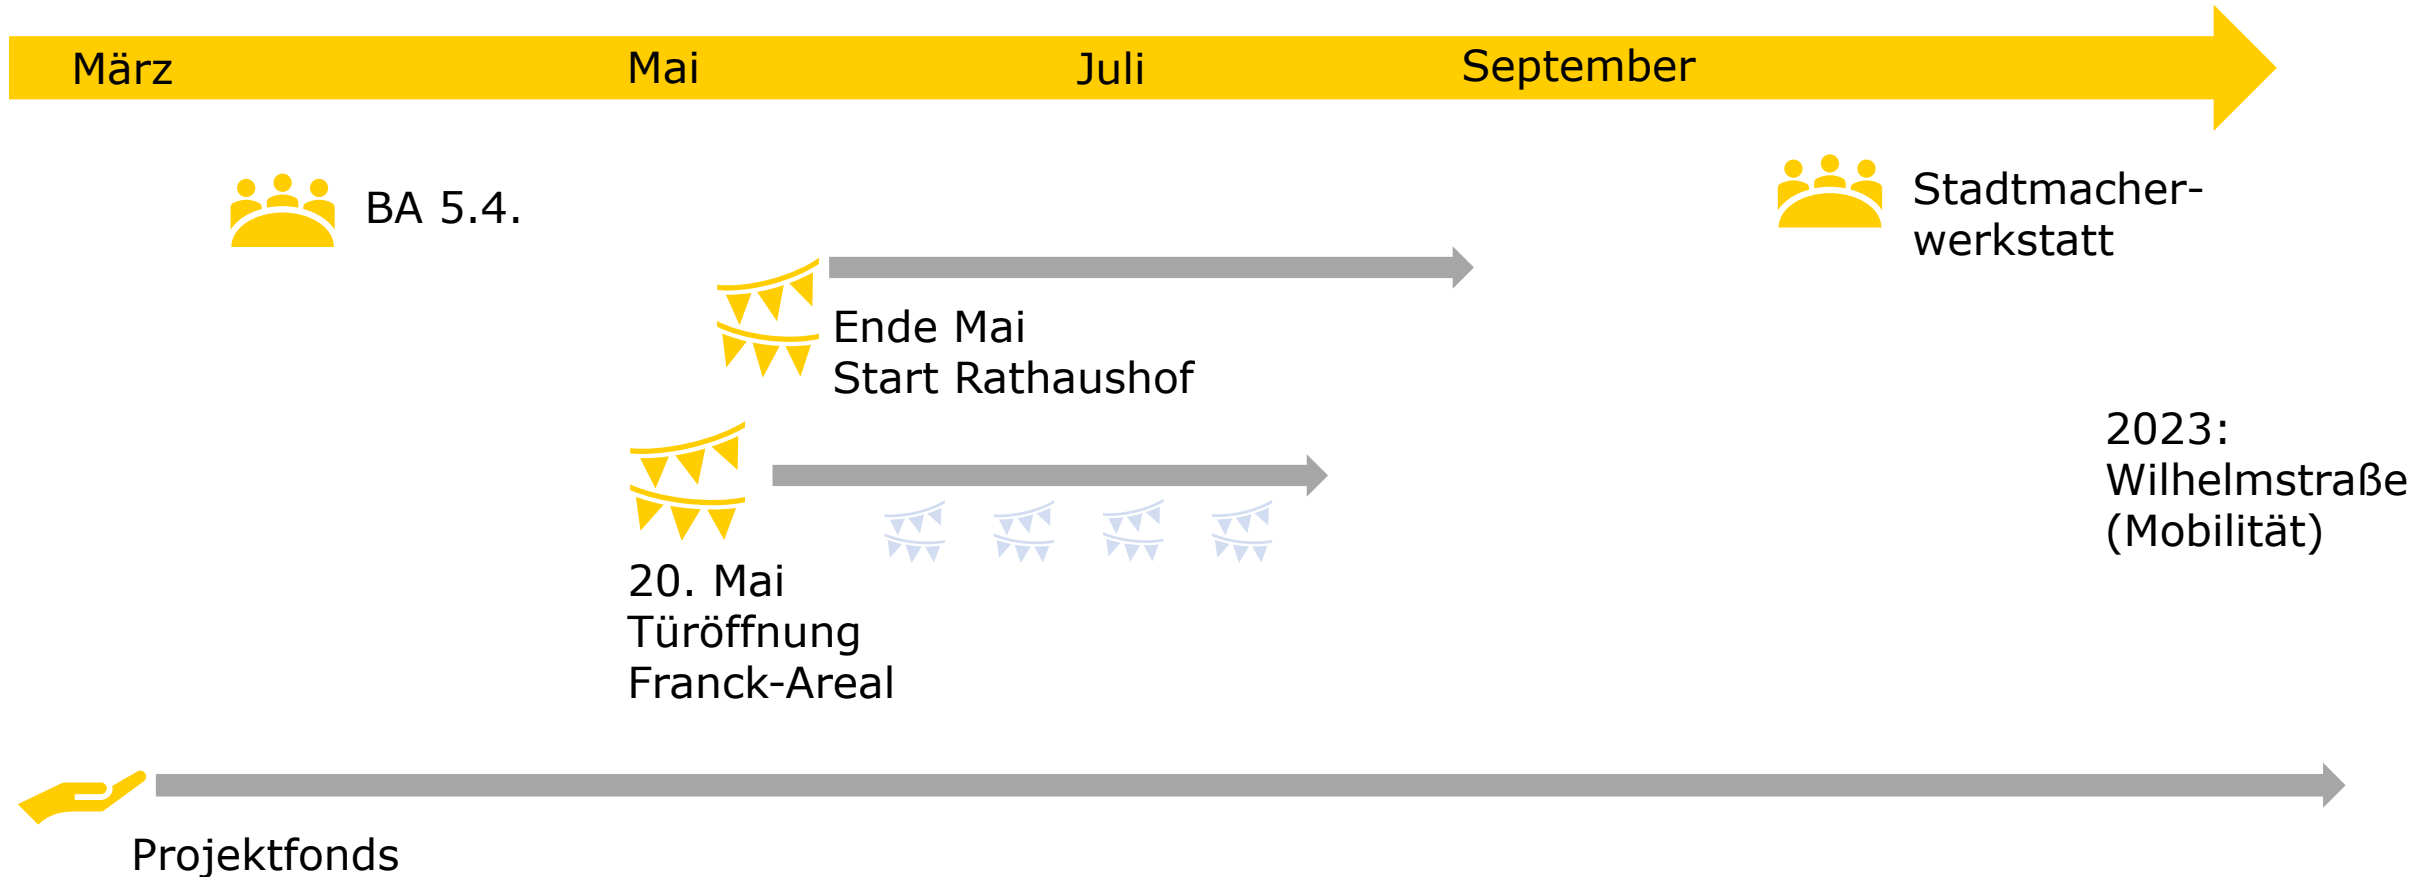 März
Mai
Juli
September
BA 5.4.
Stadtmacher-
werkstatt
Ende Mai
Start Rathaushof
2023:
Wilhelmstraße
(Mobilität)
20. Mai
Türöffnung
Franck-Areal
Projektfonds